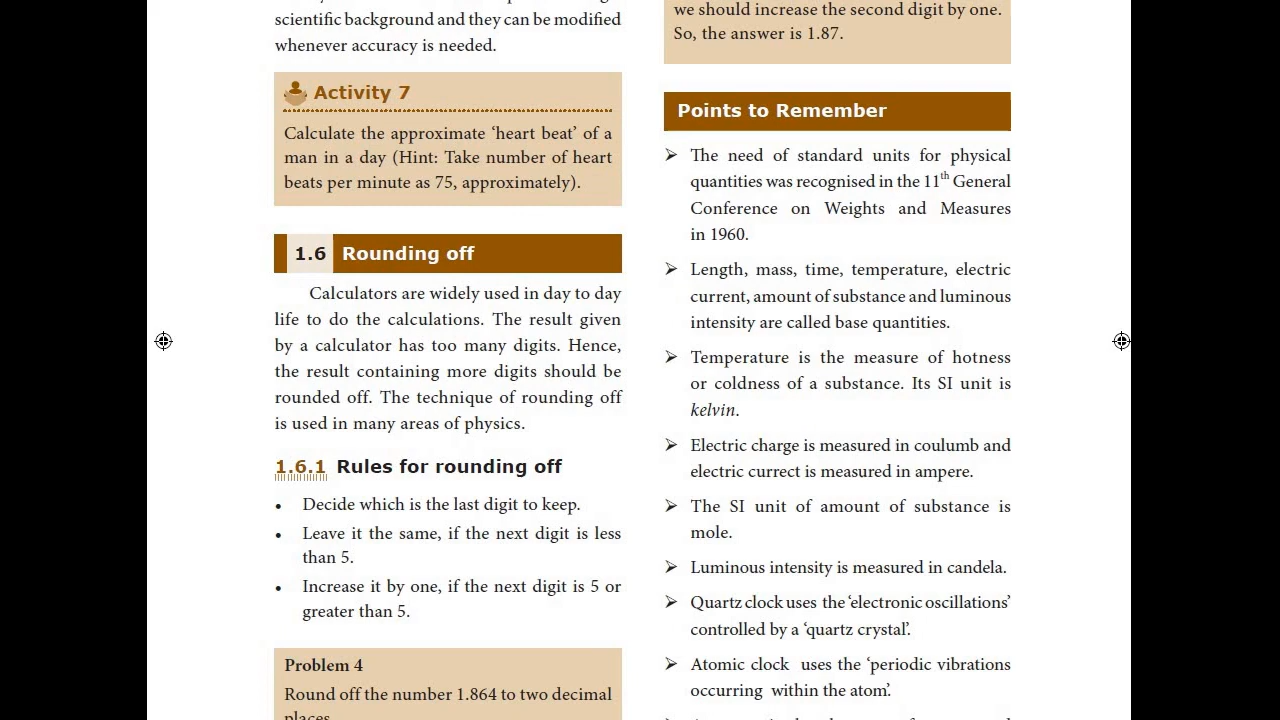 scientific background and they can be modified
whenever accuracy is needed.
Activity 7
Calculate the approximate ‘heart beat’ of a
man in a day (Hint: Take number of heart
beats per minute as 75, approximately).
1.6 Rounding off
Calculators are widely used in day to day
life to do the calculations. The result given
by a calculator has too many digits. Hence,
the result containing more digits should be
rounded off. The technique of rounding off
is used in many areas of physics.
1.6.1 Rules for rounding off
• Decide which is the last digit to keep.
• Leave it the same, if the next digit is less
than 5.
• Increase it by one, if the next digit is 5 or
greater than 5.
Problem 4
Round off the number 1.864 to two decimal
places.
we should increase the second digit by one.
So, the answer is 1.87.
Points to Remember
➢ The need of standard units for physical
quantities was recognised in the 11th General
Conference on Weights and Measures
in 1960.
➢ Length, mass, time, temperature, electric
current, amount of substance and luminous
intensity are called base quantities.
➢ Temperature is the measure of hotness
or coldness of a substance. Its SI unit is
kelvin.
➢ Electric charge is measured in coulumb and
electric currect is measured in ampere.
➢ The SI unit of amount of substance is
mole.
➢ Luminous intensity is measured in candela.
➢ Quartz clock uses the ‘electronic oscillations’
controlled by a ‘quartz crystal’.
➢ Atomic clock uses the ‘periodic vibrations
occurring within the atom’.